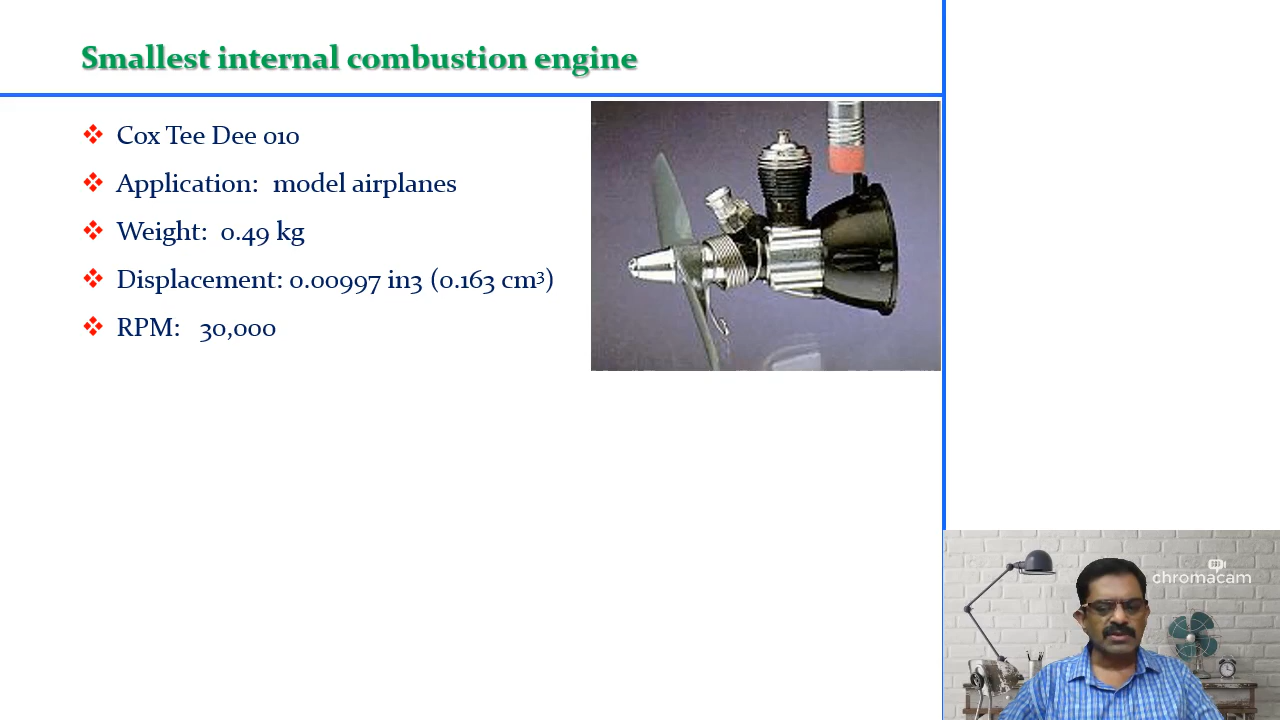 Smallest internal combustion engine
Cox Tee Dee 010
Application: model airplanes
Weight: 0.49 kg
Displacement: 0.00997 in3 (0.163 cm³)
RPM: 30,000
chromacam